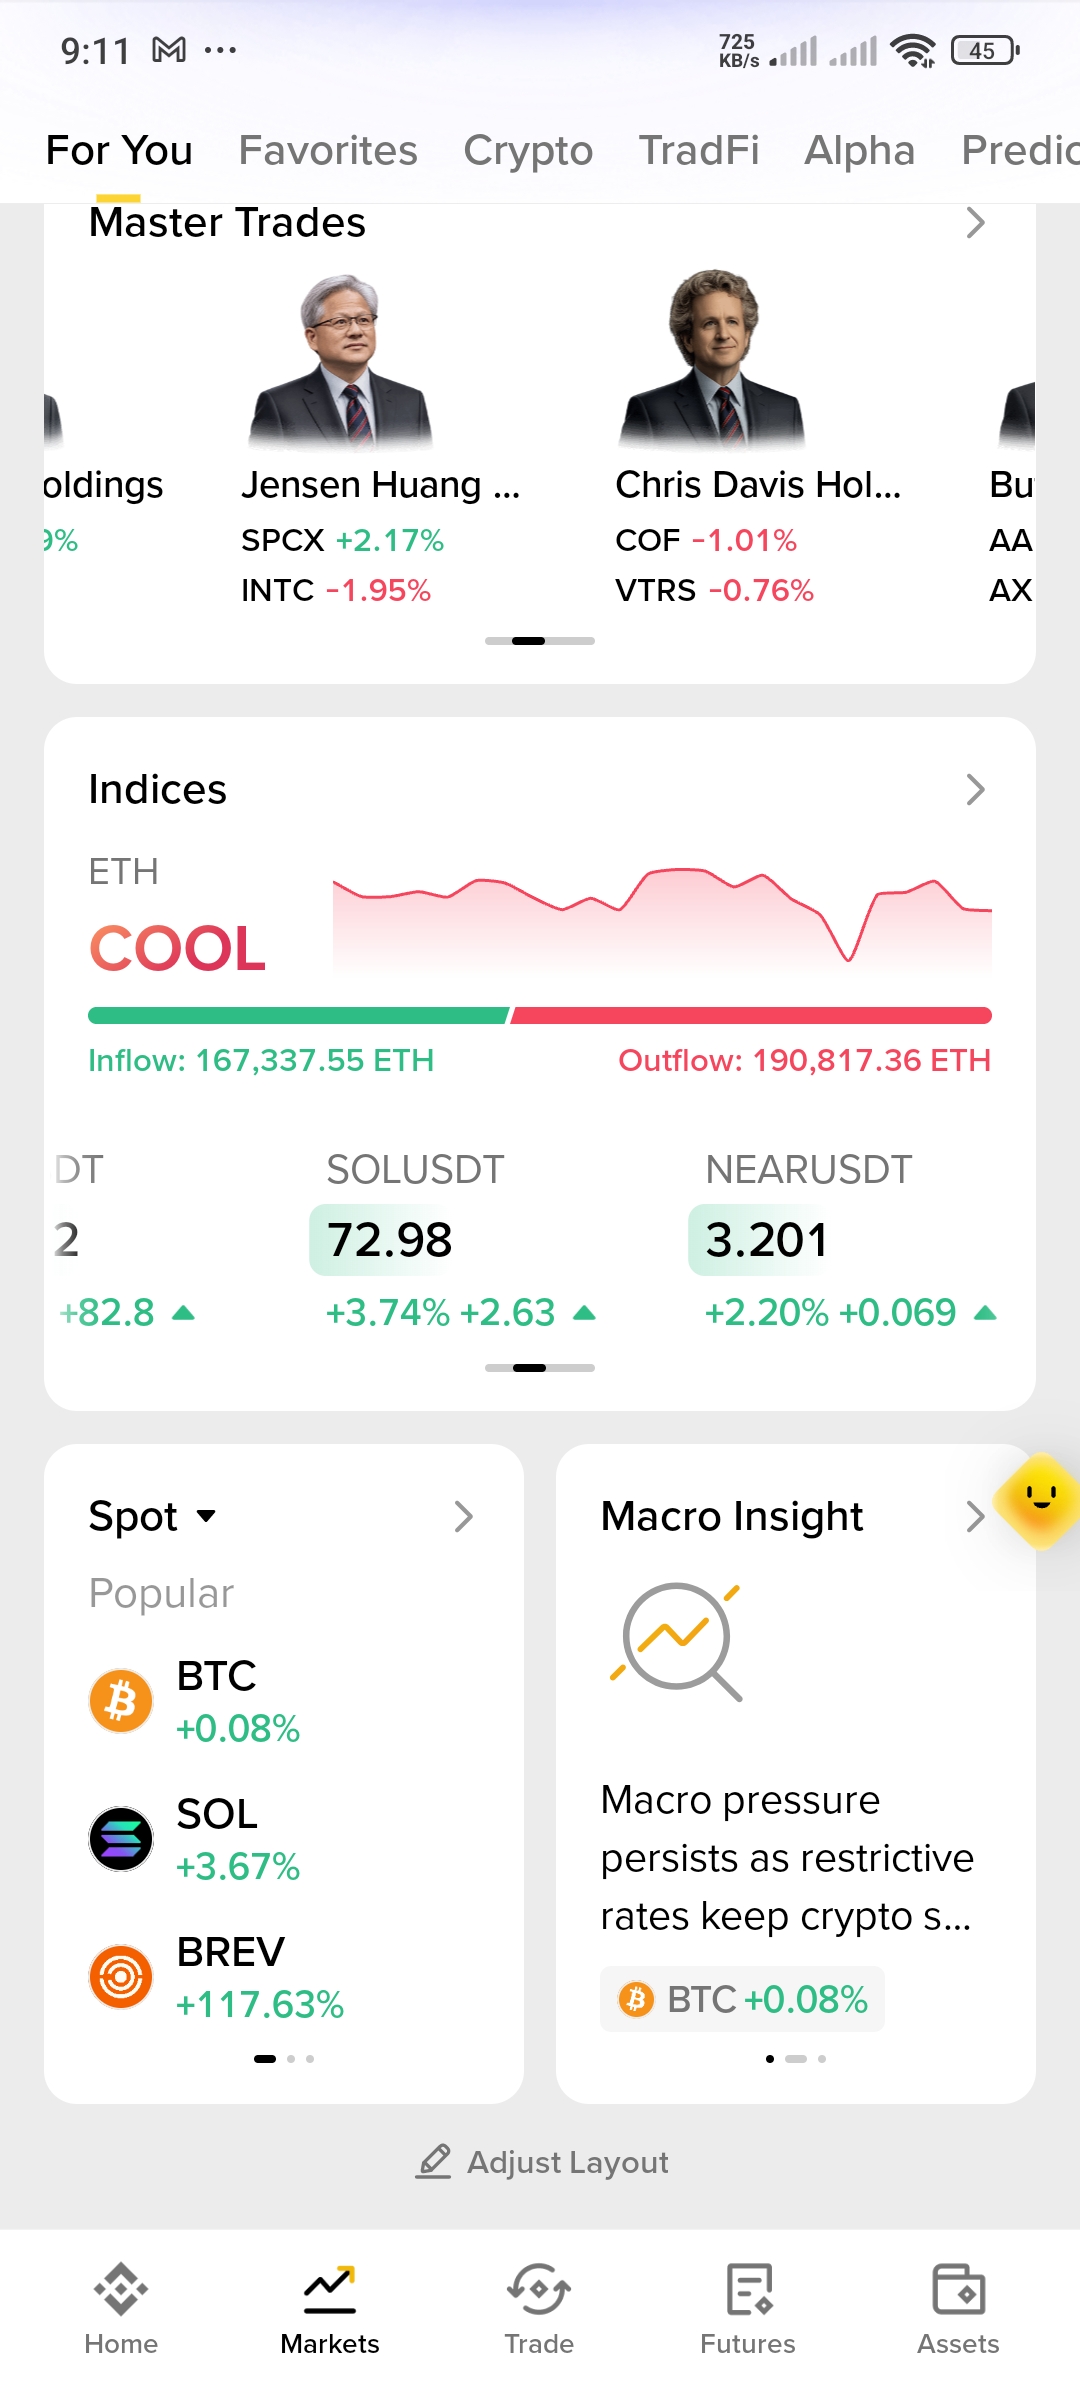 9:11
725
KB/s
45
For You Favorites Crypto TradFi Alpha Predic
Master Trades
oldings
9%
Jensen Huang ...
SPCX +2.17%
INTC -1.95%
Chris Davis Hol...
COF -1.01%
VTRS -0.76%
Bu
AA
AX
Indices
ETH
COOL
Inflow: 167,337.55 ETH
Outflow: 190,817.36 ETH
DT
2
+82.8
SOLUSDT
72.98
+3.74% +2.63
NEARUSDT
3.201
+2.20% +0.069
Spot
Popular
BTC
+0.08%
SOL
+3.67%
BREV
+117.63%
Macro Insight
Macro pressure
persists as restrictive
rates keep crypto s...
BTC +0.08%
Adjust Layout
Home Markets Trade Futures Assets